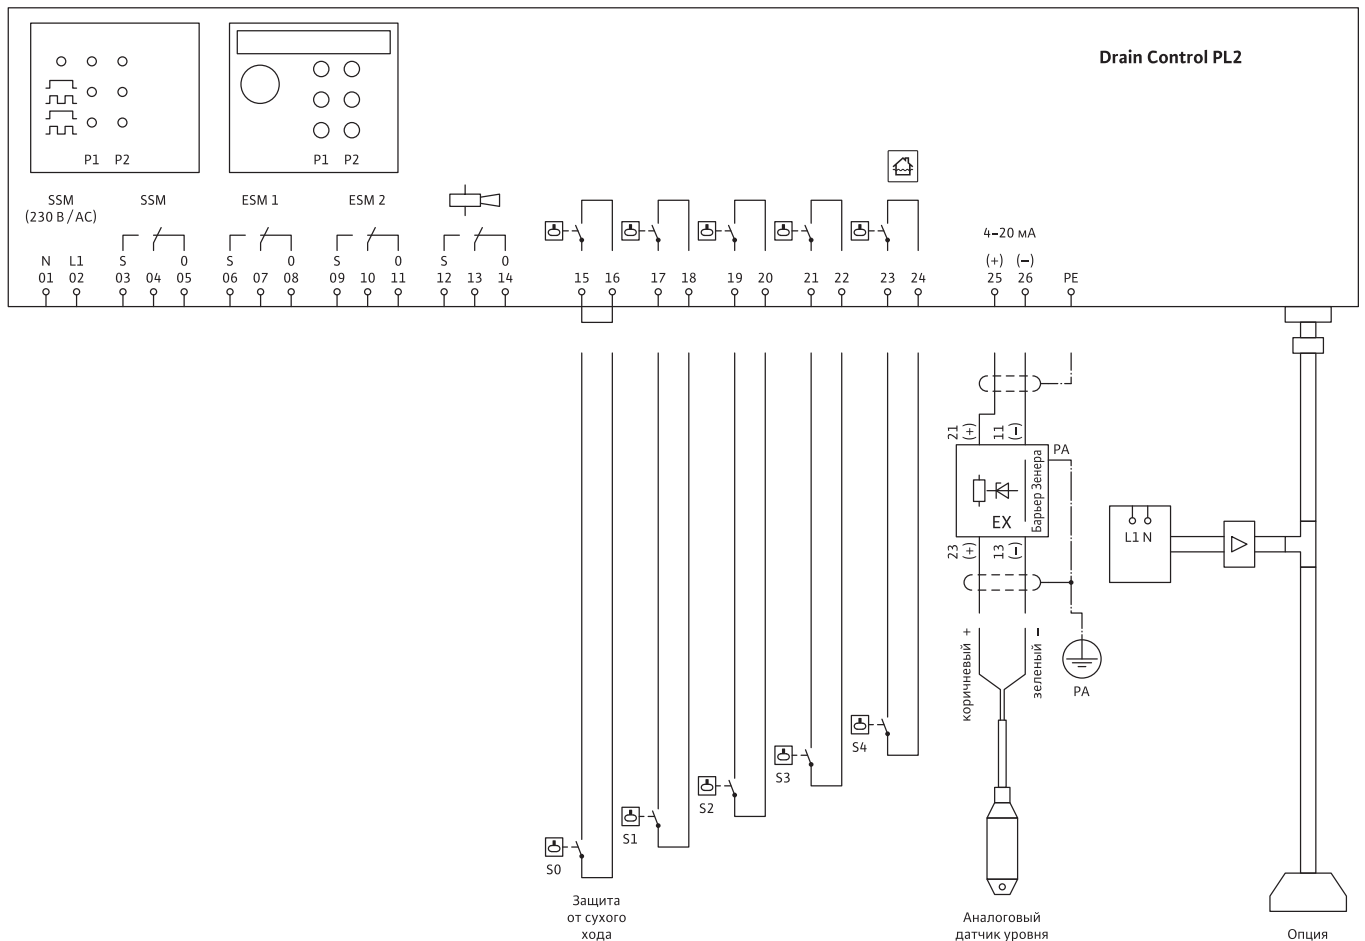 Drain Control PL2
P1 P2
P1 P2
SSM
(230 В / АС)
SSM
ESM 1
ESM 2
4–20 мА
N L1
S 0
S 0
S 0
S 0
(+) (−)
01 02 03 04 05 06 07 08 09 10 11 12 13 14 15 16 17 18 19 20 21 22 23 24 25 26 PE
21 (+)
11 (−)
PA
Барьер Зенера
EX
23 (+)
13 (−)
L1 N
коричневый +
зеленый −
PA
S4
S3
S2
S1
S0
Защита
от сухого
хода
Аналоговый
датчик уровня
Опция